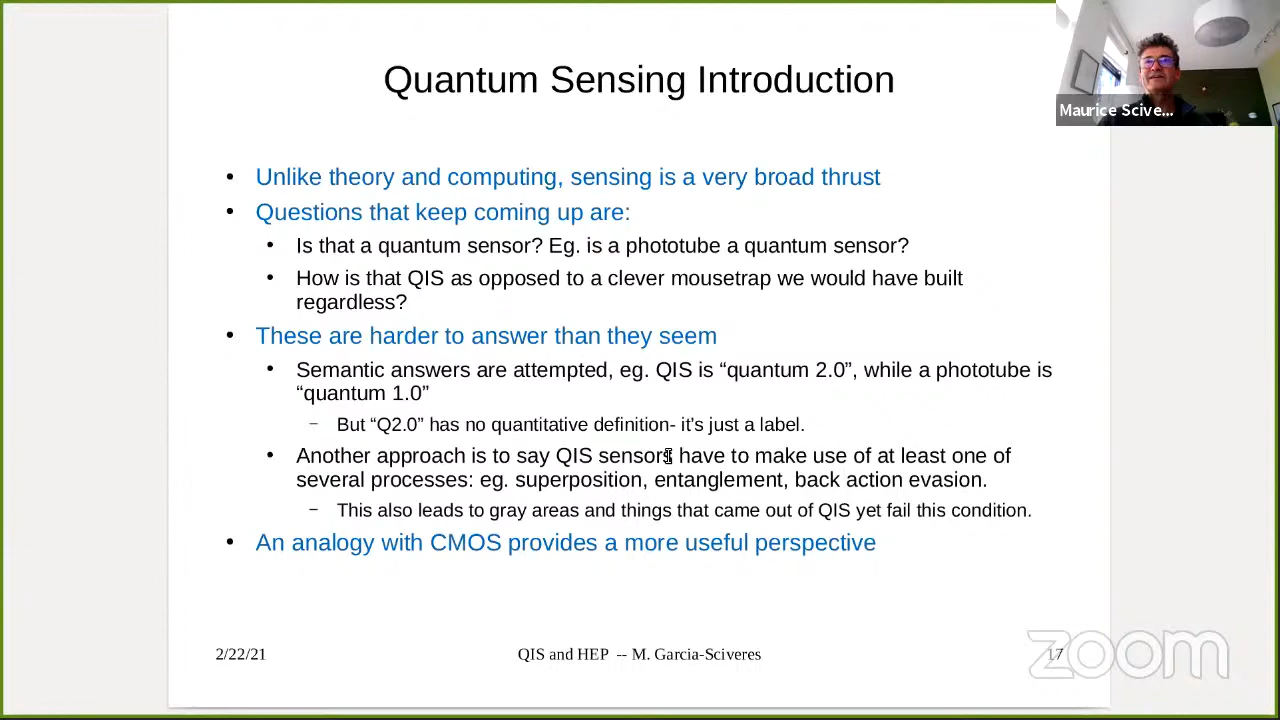 Quantum Sensing Introduction
Maurice Scive...
• Unlike theory and computing, sensing is a very broad thrust
• Questions that keep coming up are:
• Is that a quantum sensor? Eg. is a phototube a quantum sensor?
• How is that QIS as opposed to a clever mousetrap we would have built
regardless?
• These are harder to answer than they seem
• Semantic answers are attempted, eg. QIS is “quantum 2.0”, while a phototube is
“quantum 1.0”
– But “Q2.0” has no quantitative definition- it's just a label.
• Another approach is to say QIS sensors have to make use of at least one of
several processes: eg. superposition, entanglement, back action evasion.
– This also leads to gray areas and things that came out of QIS yet fail this condition.
• An analogy with CMOS provides a more useful perspective
2/22/21
QIS and HEP -- M. Garcia-Sciveres
17
zoom